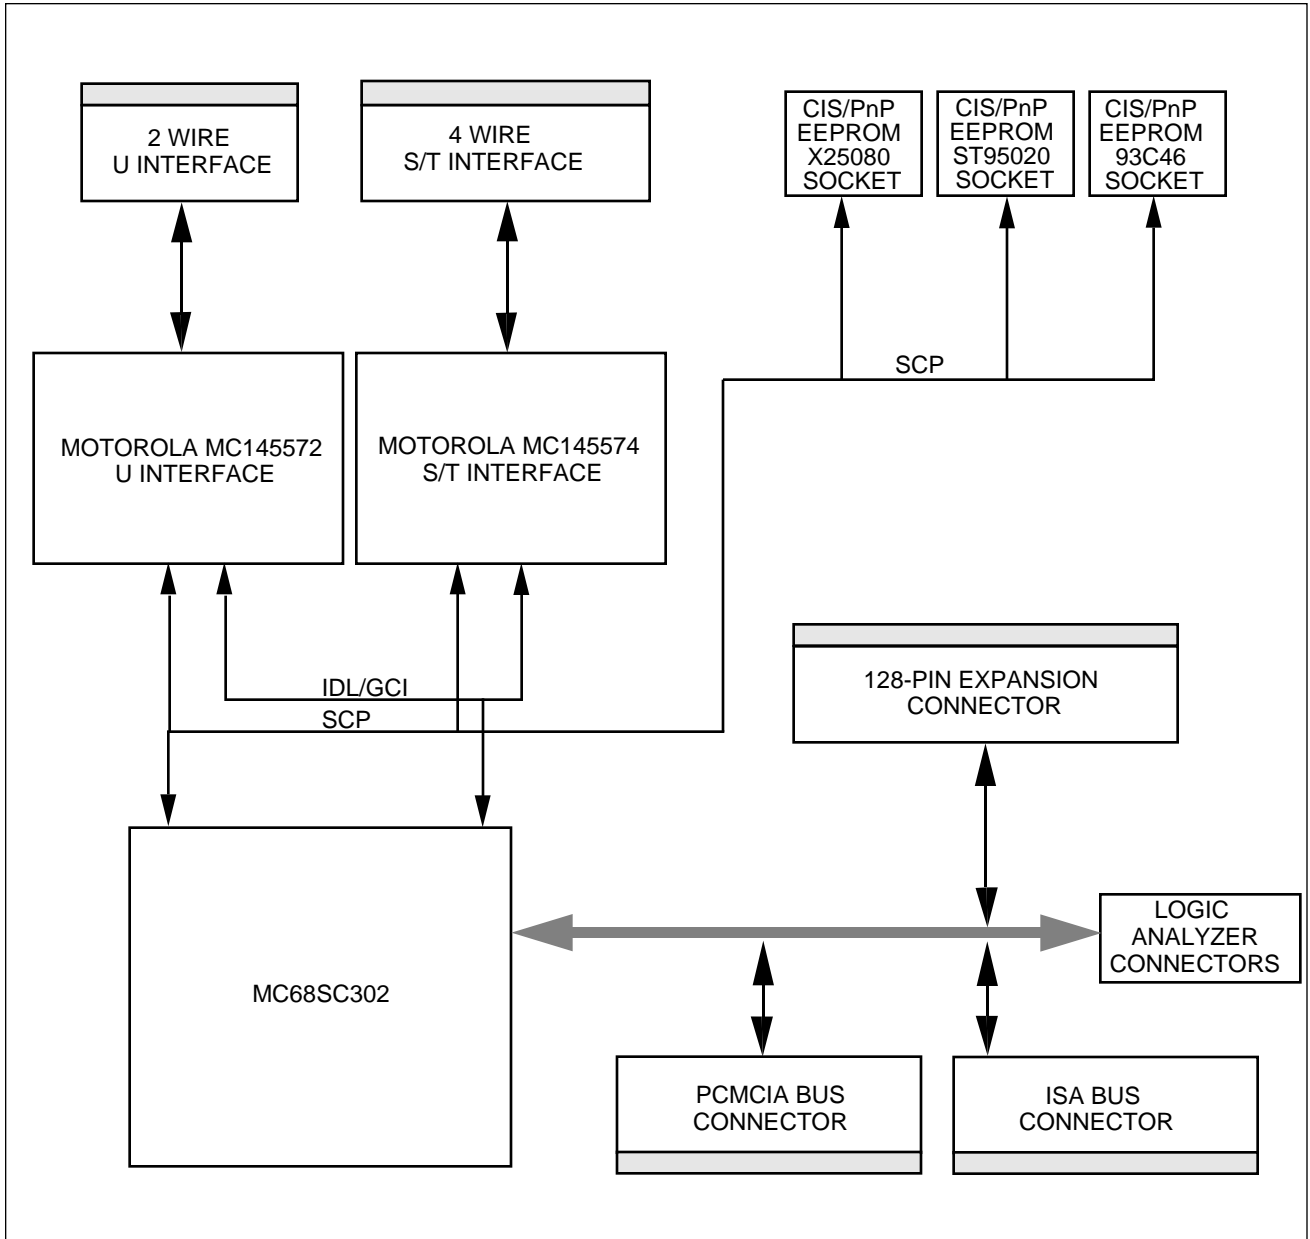 2 WIRE
U INTERFACE
4 WIRE
S/T INTERFACE
CIS/PnP
EEPROM
X25080
SOCKET
CIS/PnP
EEPROM
ST95020
SOCKET
CIS/PnP
EEPROM
93C46
SOCKET
SCP
MOTOROLA MC145572
U INTERFACE
MOTOROLA MC145574
S/T INTERFACE
IDL/GCI
SCP
128-PIN EXPANSION
CONNECTOR
LOGIC
ANALYZER
CONNECTORS
MC68SC302
PCMCIA BUS
CONNECTOR
ISA BUS
CONNECTOR